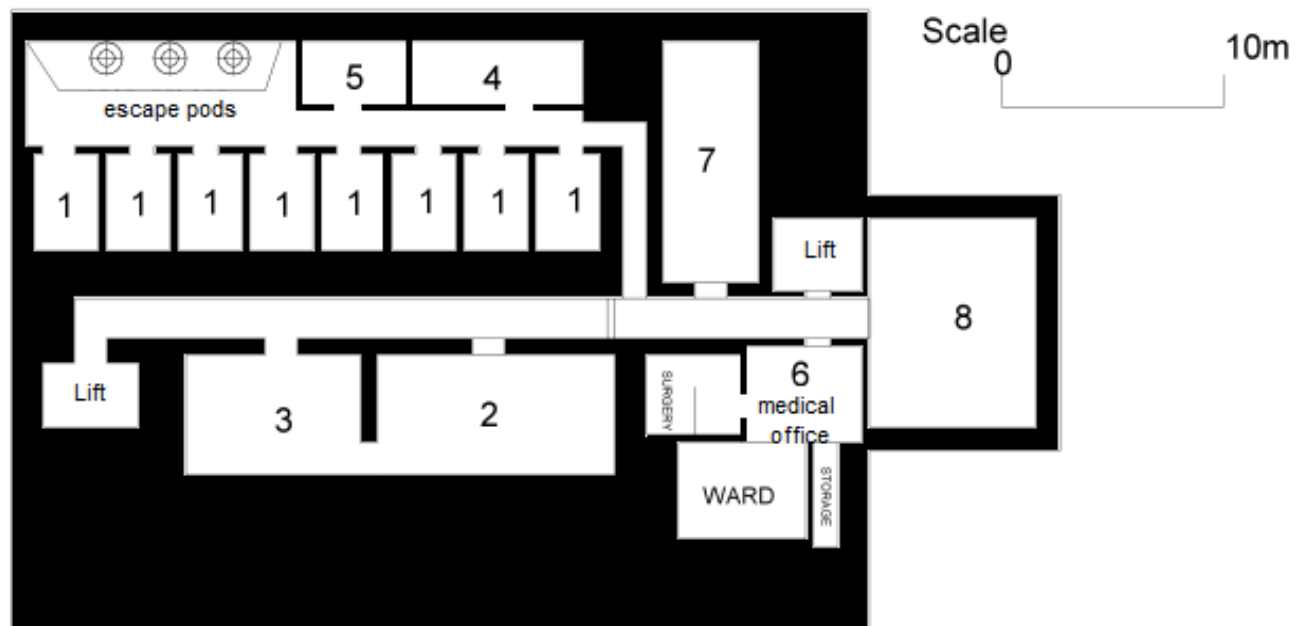 Scale
0
10m
5
4
escape pods
7
1 1 1 1 1 1 1 1
Lift
8
Lift
3
2
SURGERY
6
medical
office
WARD
STORAGE